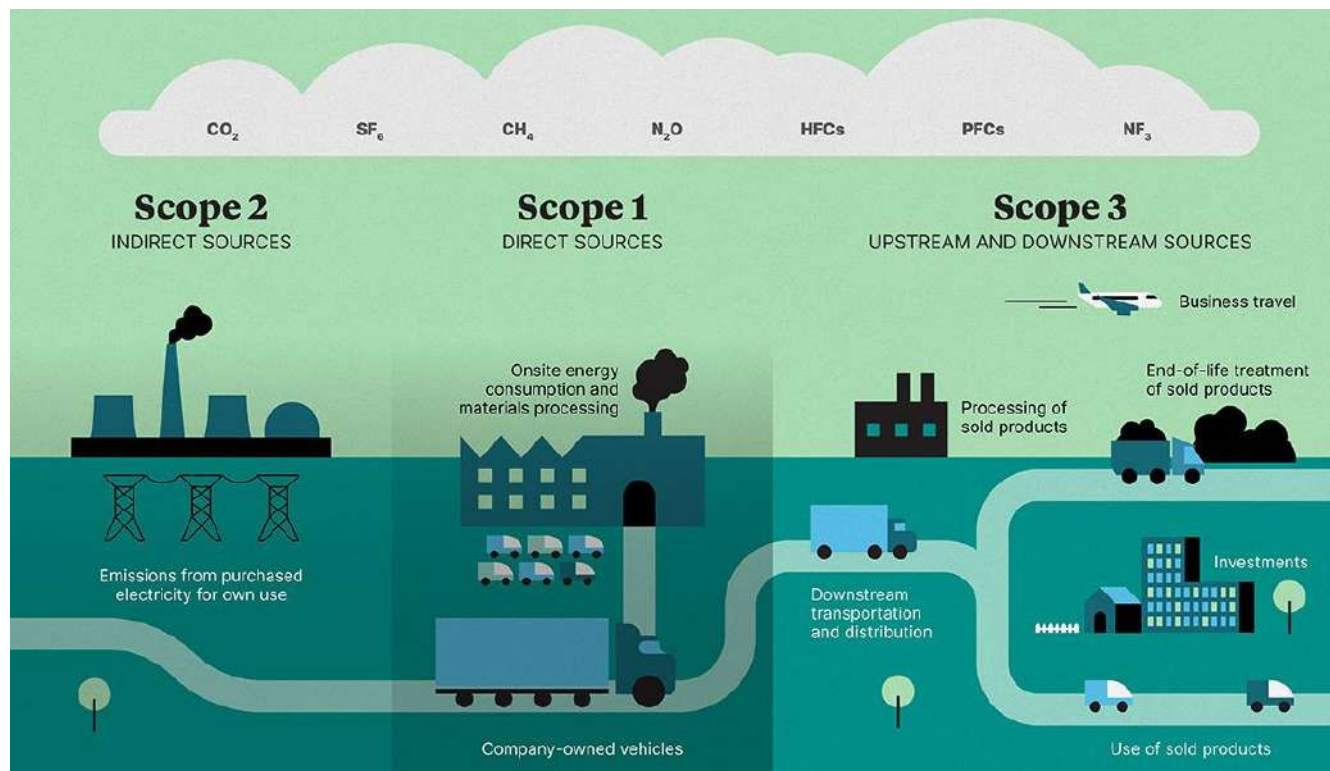 CO₂ SF₆ CH₄ N₂O HFCs PFCs NF₃
Scope 2
INDIRECT SOURCES
Scope 1
DIRECT SOURCES
Scope 3
UPSTREAM AND DOWNSTREAM SOURCES
Business travel
Onsite energy
consumption and
materials processing
Processing of
sold products
End-of-life treatment
of sold products
Emissions from purchased
electricity for own use
Downstream
transportation
and distribution
Investments
Company-owned vehicles
Use of sold products